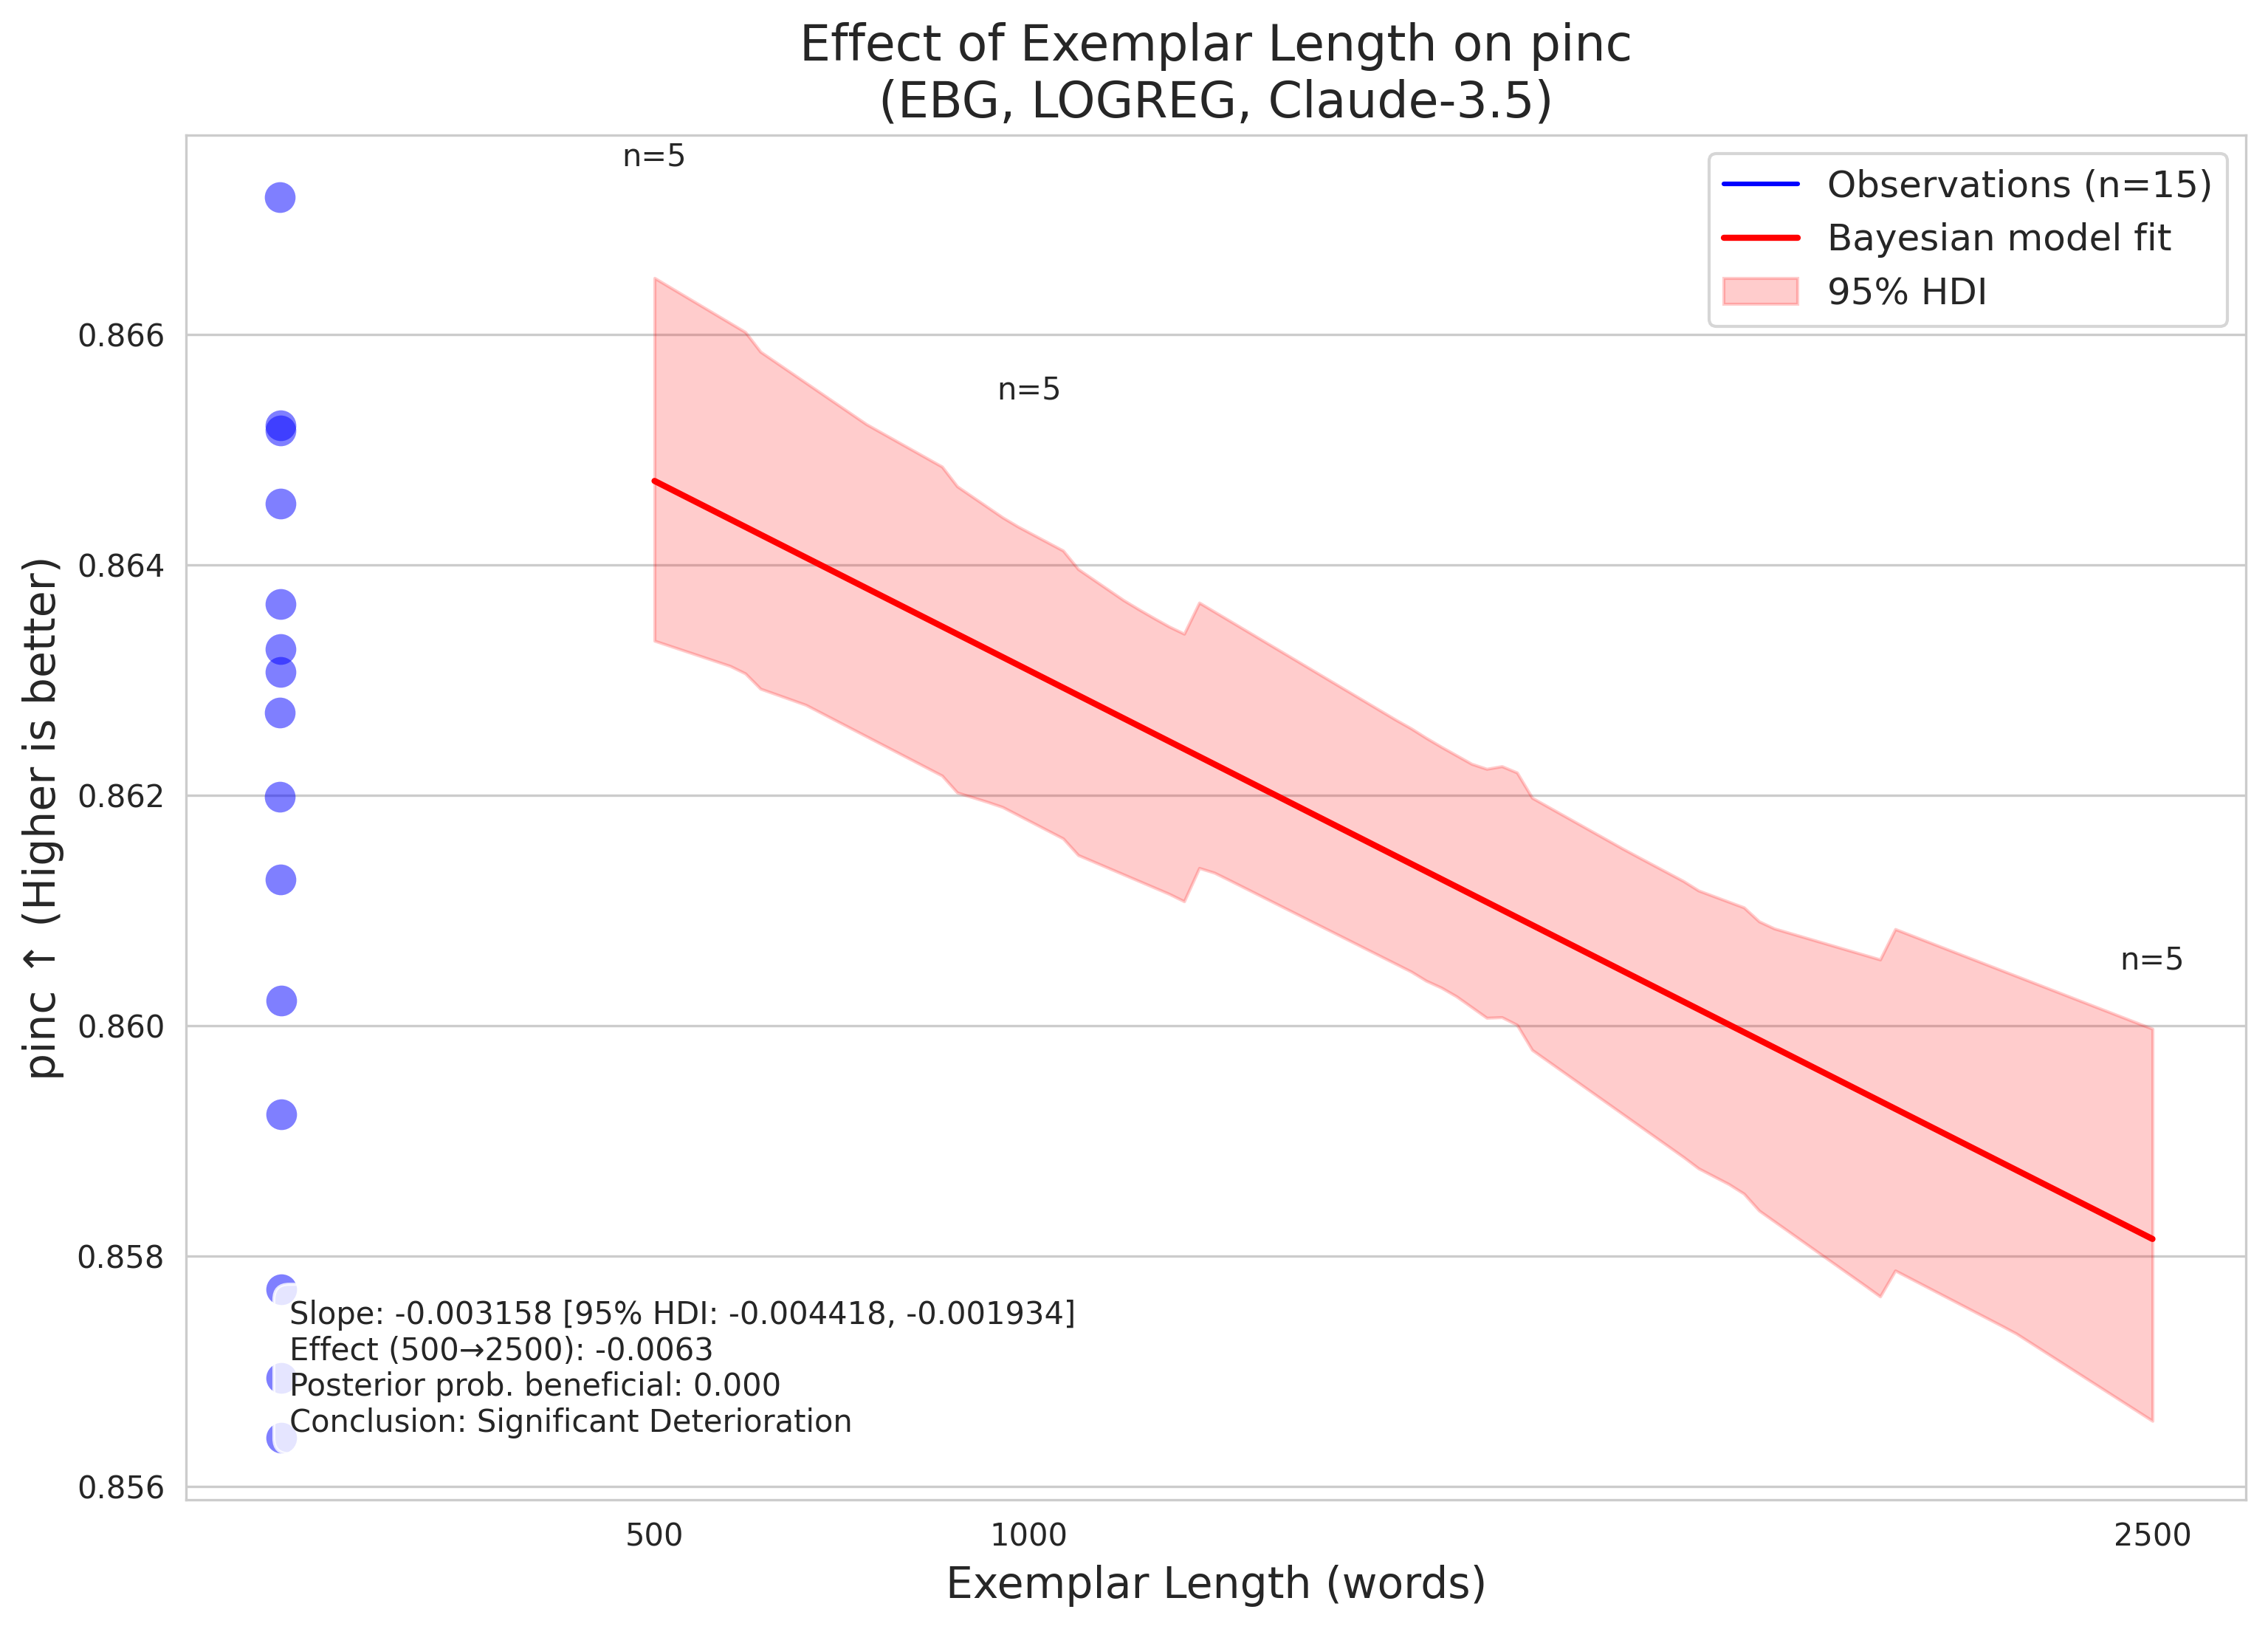 Effect of Exemplar Length on pinc
(EBG, LOGREG, Claude-3.5)
n=5
n=5
n=5
Observations (n=15)
Bayesian model fit
95% HDI
pinc ↑ (Higher is better)
0.866
0.864
0.862
0.860
0.858
0.856
Slope: -0.003158 [95% HDI: -0.004418, -0.001934]
Effect (500→2500): -0.0063
Posterior prob. beneficial: 0.000
Conclusion: Significant Deterioration
500
1000
2500
Exemplar Length (words)